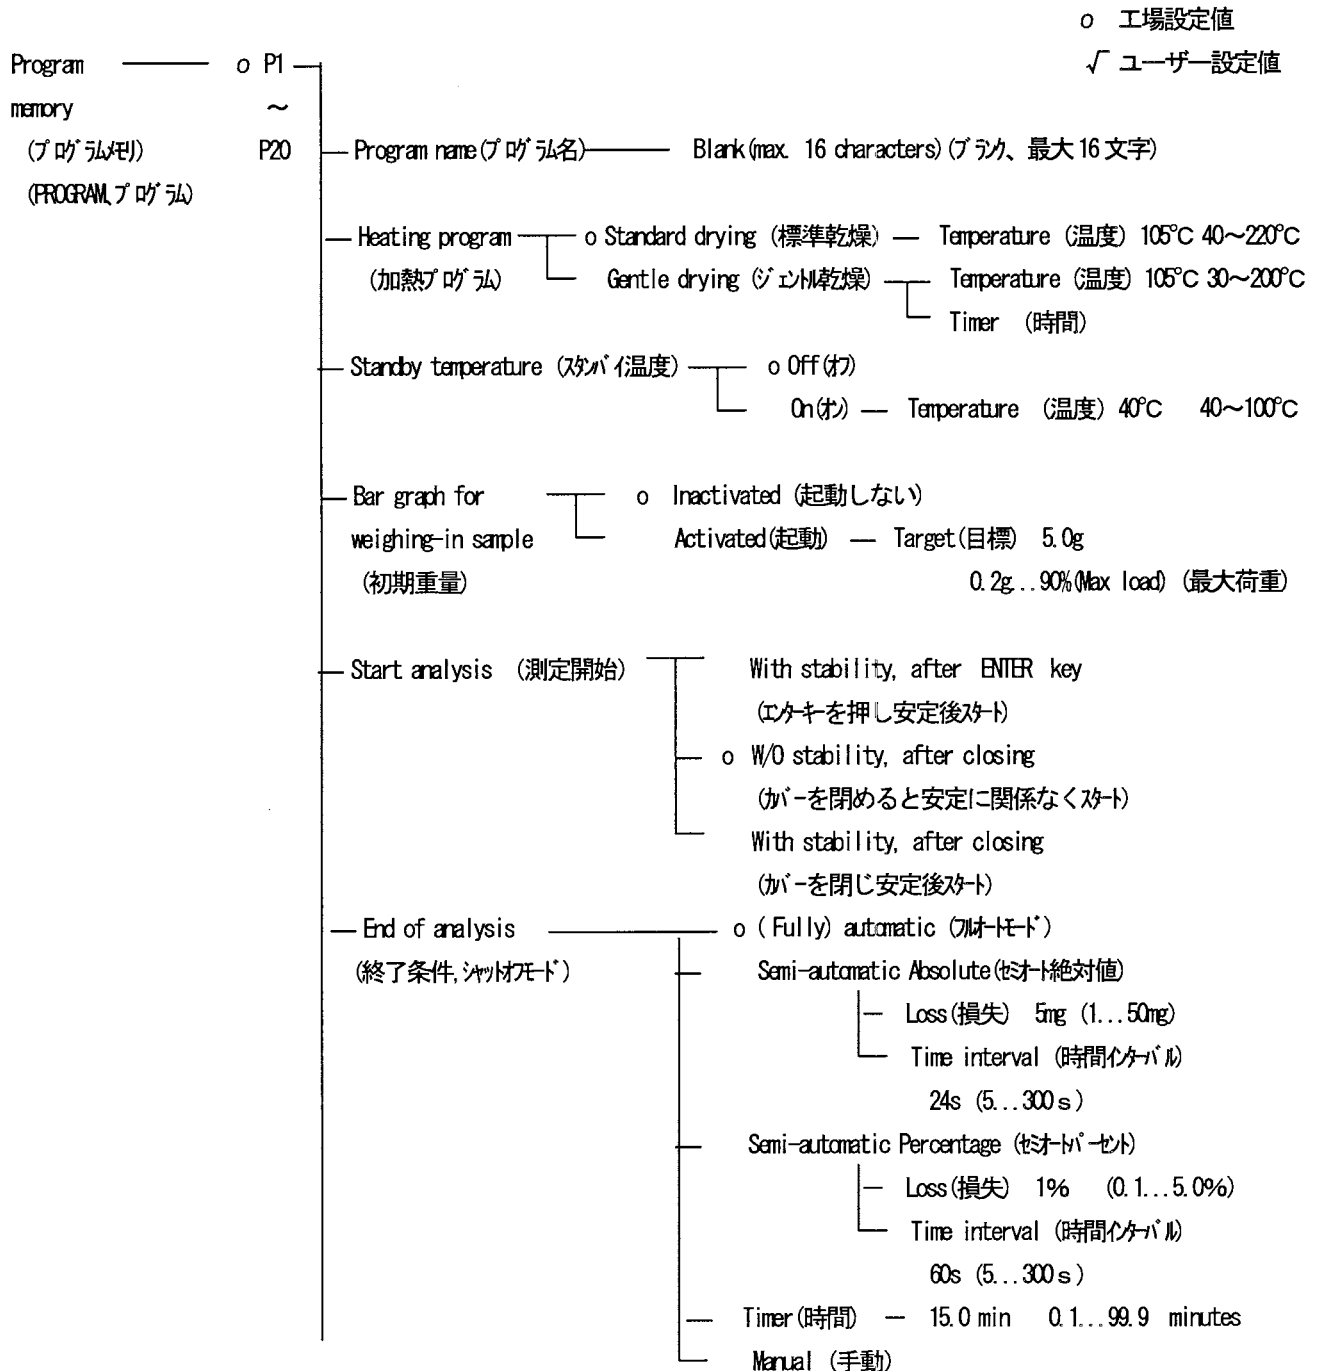 o 工場設定値
√ ユーザー設定値
Program o P1
memory ～
(プログラムメモリ) P20
(PROGRAM,プログラム)
Program name(プログラム名) Blank(max. 16 characters)(ブランク、最大16文字)
Heating program o Standard drying (標準乾燥) Temperature (温度) 105℃ 40～220℃
(加熱プログラム) Gentle drying (ジェントル乾燥) Temperature (温度) 105℃ 30～200℃
Timer (時間)
Standby temperature (スタンバイ温度) o Off(オフ)
On(オン) Temperature (温度) 40℃ 40～100℃
Bar graph for o Inactivated (起動しない)
weighing-in sample Activated(起動) Target(目標) 5.0g
(初期重量) 0.2g...90%(Max load) (最大荷重)
Start analysis (測定開始) With stability, after ENTER key
(エンターキーを押し安定後スタート)
o W/O stability, after closing
(カバーを閉めると安定に関係なくスタート)
With stability, after closing
(カバーを閉じ安定後スタート)
End of analysis o (Fully) automatic (フルオートモード)
(終了条件,シャットオフモード) Semi-automatic Absolute(セミオート絶対値)
Loss(損失) 5mg (1...50mg)
Time interval (時間インターバル)
24s (5...300s)
Semi-automatic Percentage (セミオートパーセント)
Loss(損失) 1% (0.1...5.0%)
Time interval (時間インターバル)
60s (5...300s)
Timer(時間) — 15.0 min 0.1...99.9 minutes
Manual (手動)